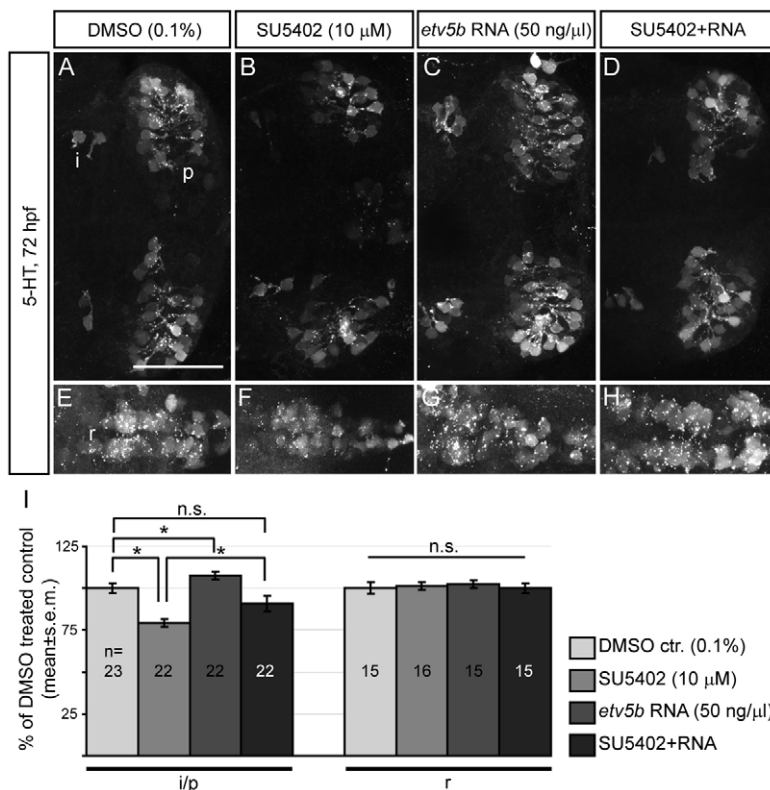 DMSO (0.1%)
SU5402 (10 µM)
etv5b RNA (50 ng/µl)
SU5402+RNA
5-HT, 72 hpf
A
B
C
D
i
p
E
F
G
H
r
I
n.s.
*
* *
n.s.
% of DMSO treated control
(mean±s.e.m.)
125
75
25
n=
23 22 22 22
15 16 15 15
i/p
r
DMSO ctr. (0.1%)
SU5402 (10 µM)
etv5b RNA (50 ng/µl)
SU5402+RNA